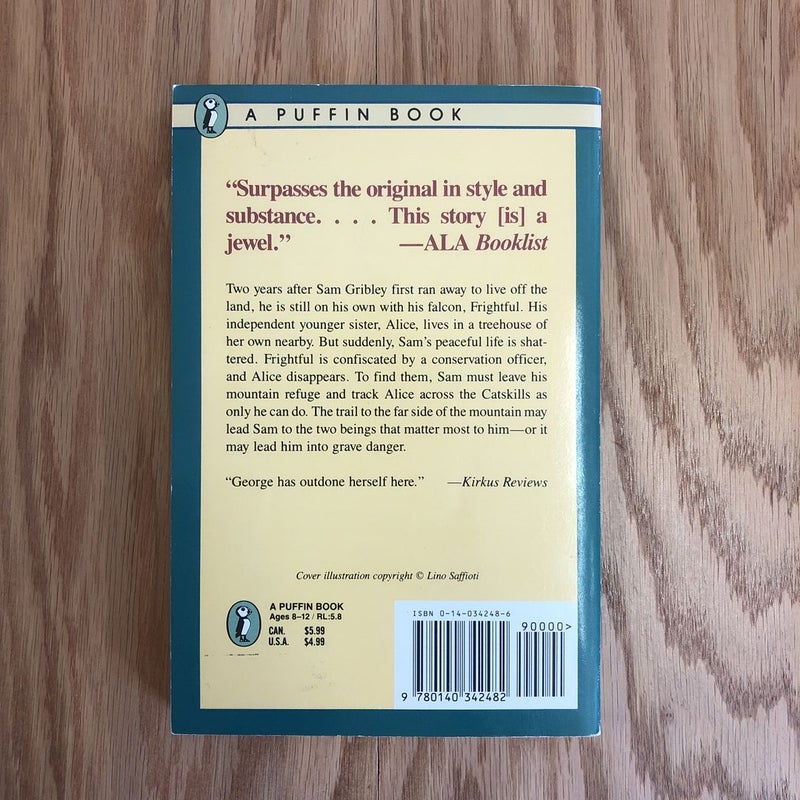 A PUFFIN BOOK
“Surpasses the original in style and
substance. . . . This story [is] a
jewel.” —ALA Booklist
Two years after Sam Gribley first ran away to live off the
land, he is still on his own with his falcon, Frightful. His
independent younger sister, Alice, lives in a treehouse of
her own nearby. But suddenly, Sam’s peaceful life is shat-
tered. Frightful is confiscated by a conservation officer,
and Alice disappears. To find them, Sam must leave his
mountain refuge and track Alice across the Catskills as
only he can do. The trail to the far side of the mountain may
lead Sam to the two beings that matter most to him—or it
may lead him into grave danger.
“George has outdone herself here.” —Kirkus Reviews
Cover illustration copyright © Lino Saffioti
A PUFFIN BOOK
Ages 8–12 / RL:5.8
CAN. $5.99
U.S.A. $4.99
ISBN 0-14-034248-6
90000>
9 780140 342482